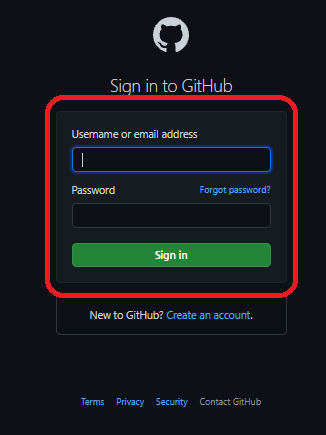 Sign in to GitHub
Username or email address
Password Forgot password?
Sign in
New to GitHub? Create an account.
Terms Privacy Security Contact GitHub